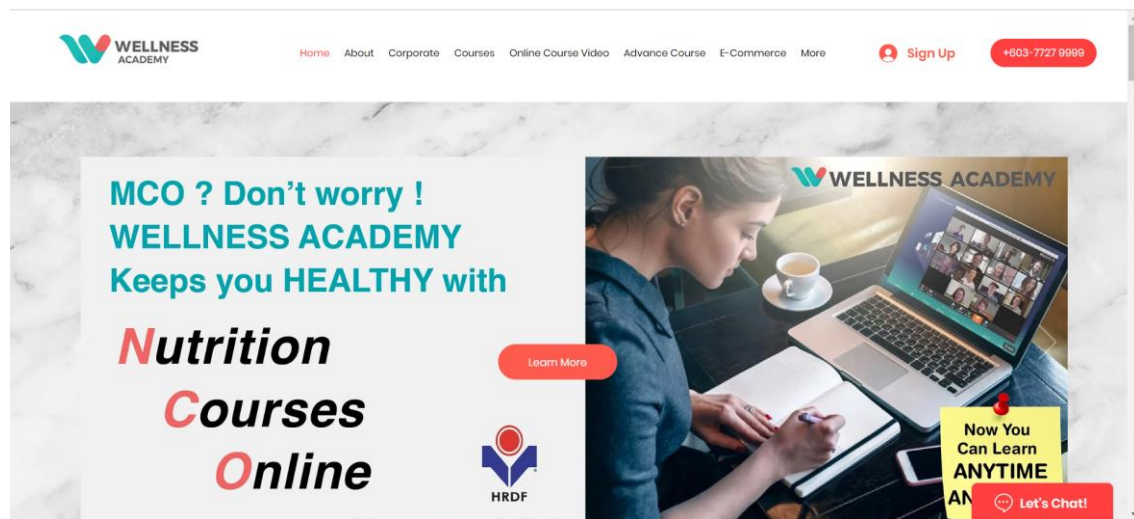 WELLNESS
ACADEMY
Home About Corporate Courses Online Course Video Advance Course E-Commerce More
Sign Up
+603-7727 9999
MCO ? Don't worry !
WELLNESS ACADEMY
Keeps you HEALTHY with
Nutrition
Courses
Online
Learn More
HRDF
WELLNESS ACADEMY
Now You
Can Learn
ANYTIME
AN
Let's Chat!